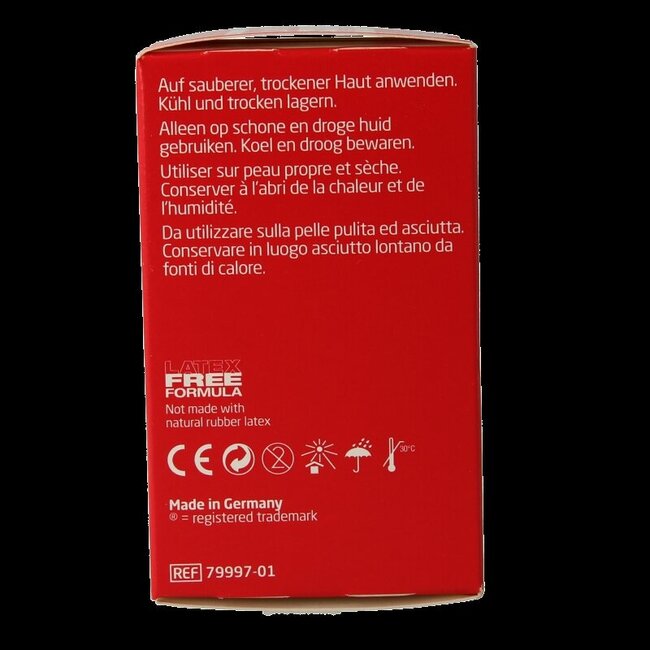 Auf sauberer, trockener Haut anwenden.
Kühl und trocken lagern.
Alleen op schone en droge huid
gebruiken. Koel en droog bewaren.
Utiliser sur peau propre et sèche.
Conserver à l'abri de la chaleur et de
l'humidité.
Da utilizzare sulla pelle pulita ed asciutta.
Conservare in luogo asciutto lontano da
fonti di calore.
LATEX
FREE
FORMULA
Not made with
natural rubber latex
CE 2 30°C
Made in Germany
® = registered trademark
REF 79997-01